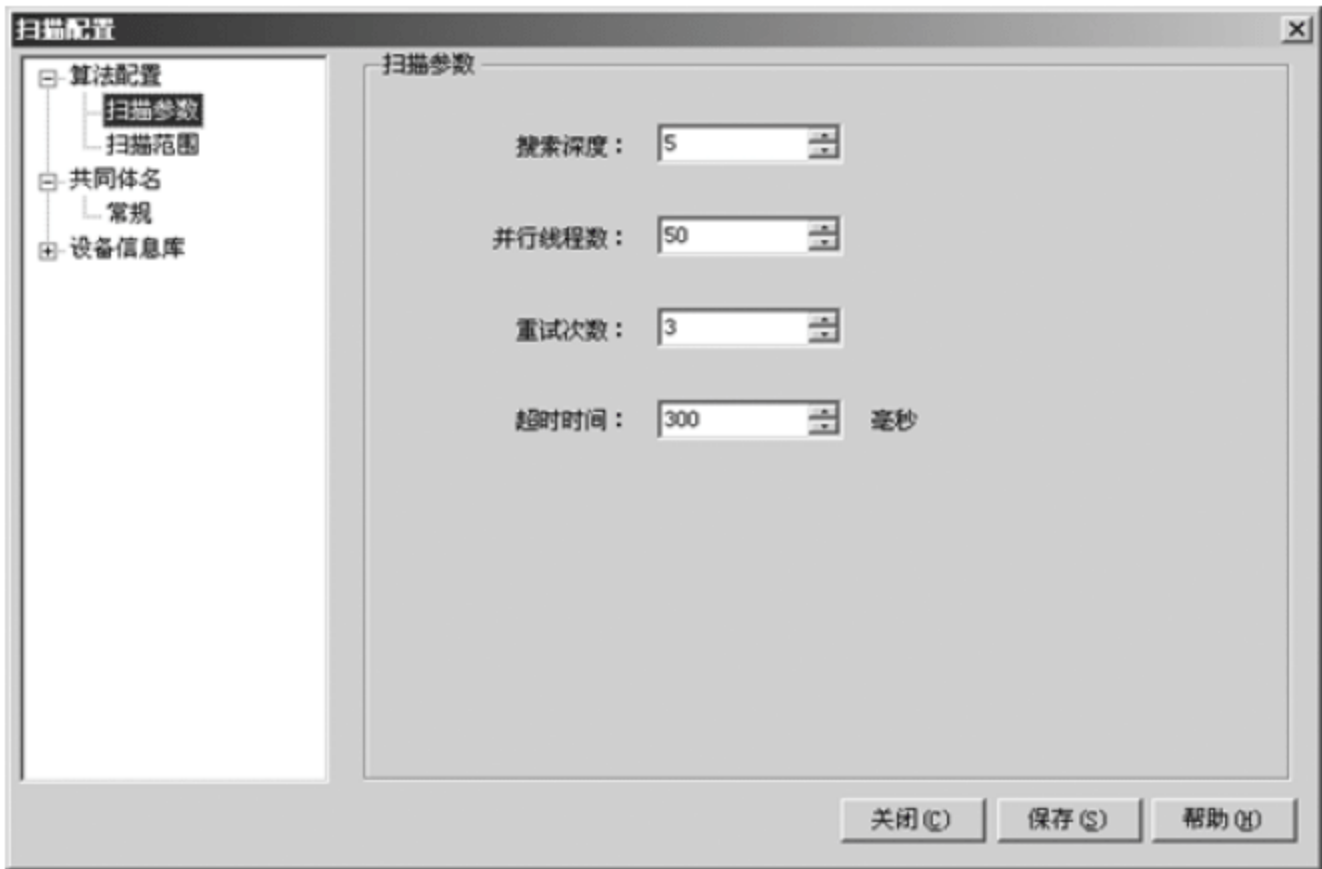 扫描配置
算法配置
扫描参数
扫描范围
共同体名
常规
设备信息库
扫描参数
搜索深度： 5
并行线程数： 50
重试次数： 3
超时时间： 300 毫秒
关闭(C) 保存(S) 帮助(H)